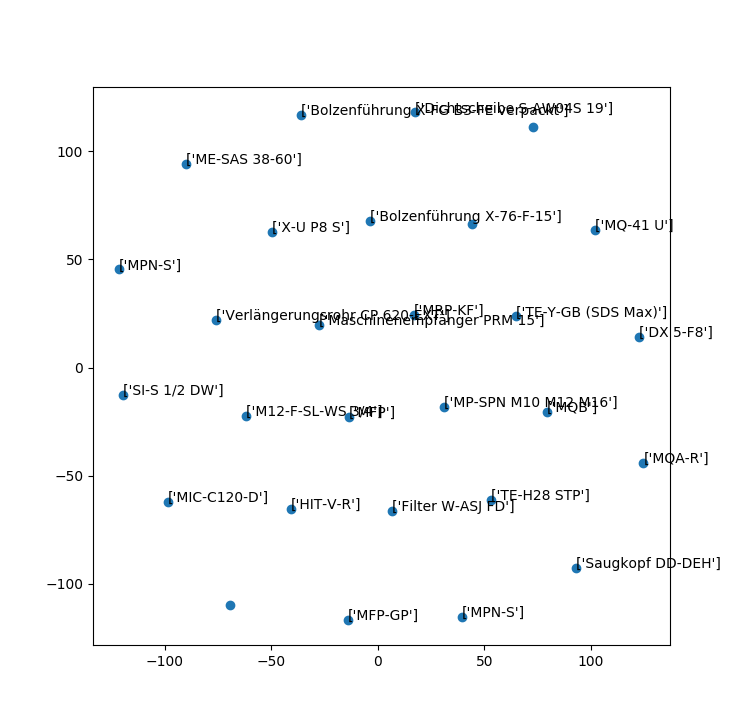 ['Bolzenführung X-FG B3-FE verpackt']
['Dichtscheibe S-AW04S 19']
100
['ME-SAS 38-60']
['Bolzenführung X-76-F-15']
['X-U P8 S']
['MQ-41 U']
50
['MPN-S']
['Verlängerungsrohr CP 620-EXT']
['Maschinenempfänger PRM 15']
['MRP-KF']
['TE-Y-GB (SDS Max)']
['DX 5-F8']
0
['SI-S 1/2 DW']
['M12-F-SL-WS 3/4']
['MFP']
['MP-SPN M10 M12 M16']
['MQB']
['MQA-R']
−50
['MIC-C120-D']
['HIT-V-R']
['Filter W-ASJ FD']
['TE-H28 STP']
['Saugkopf DD-DEH']
−100
['MFP-GP']
['MPN-S']
−100 −50 0 50 100